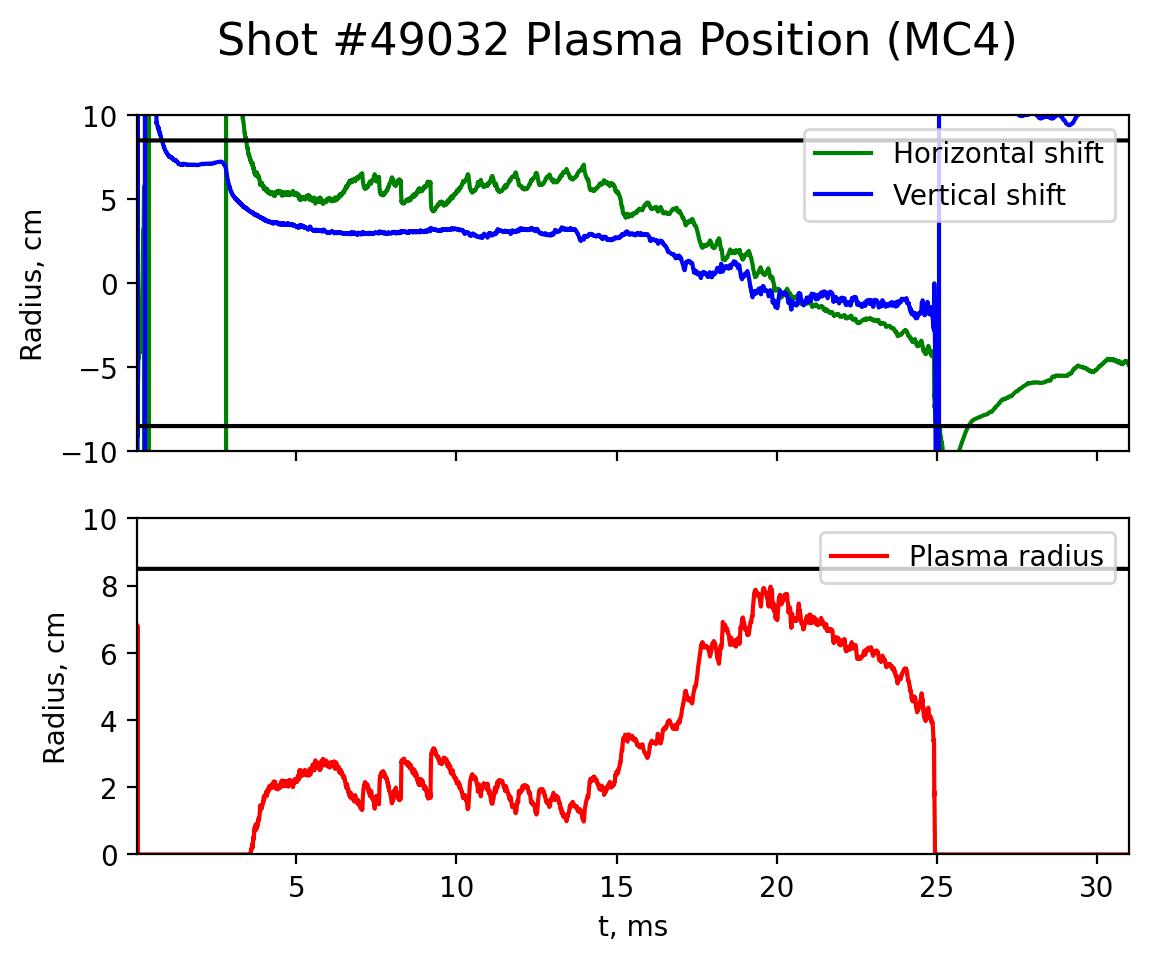 Shot #49032 Plasma Position (MC4)
10
5
0
−5
−10
Radius, cm
Horizontal shift
Vertical shift
10
8
6
4
2
0
Radius, cm
Plasma radius
5 10 15 20 25 30
t, ms